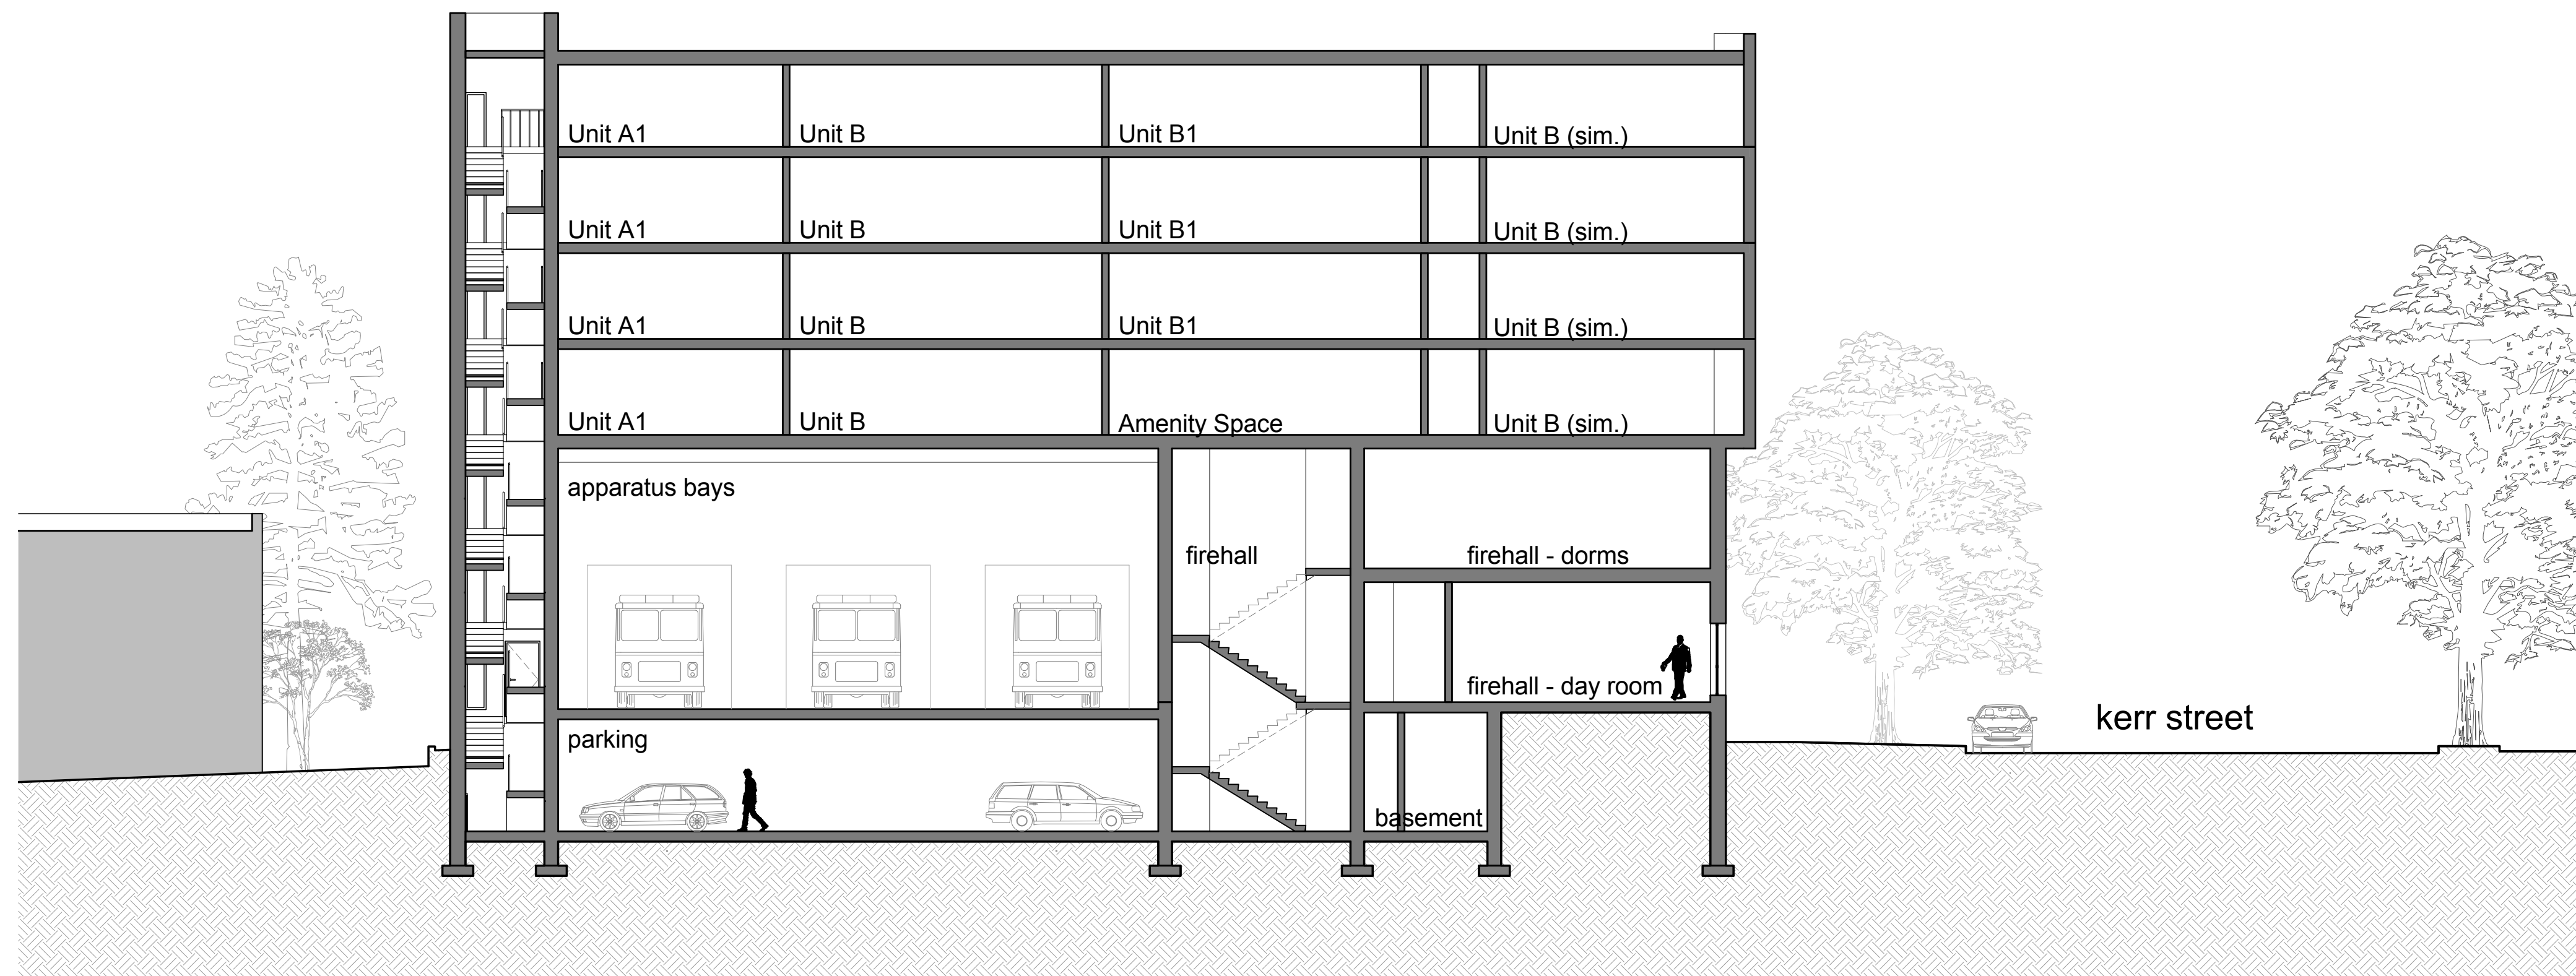 Unit A1 Unit B Unit B1 Unit B (sim.)
Unit A1 Unit B Unit B1 Unit B (sim.)
Unit A1 Unit B Unit B1 Unit B (sim.)
Unit A1 Unit B Amenity Space Unit B (sim.)
apparatus bays
firehall firehall - dorms
firehall - day room
kerr street
parking
basement